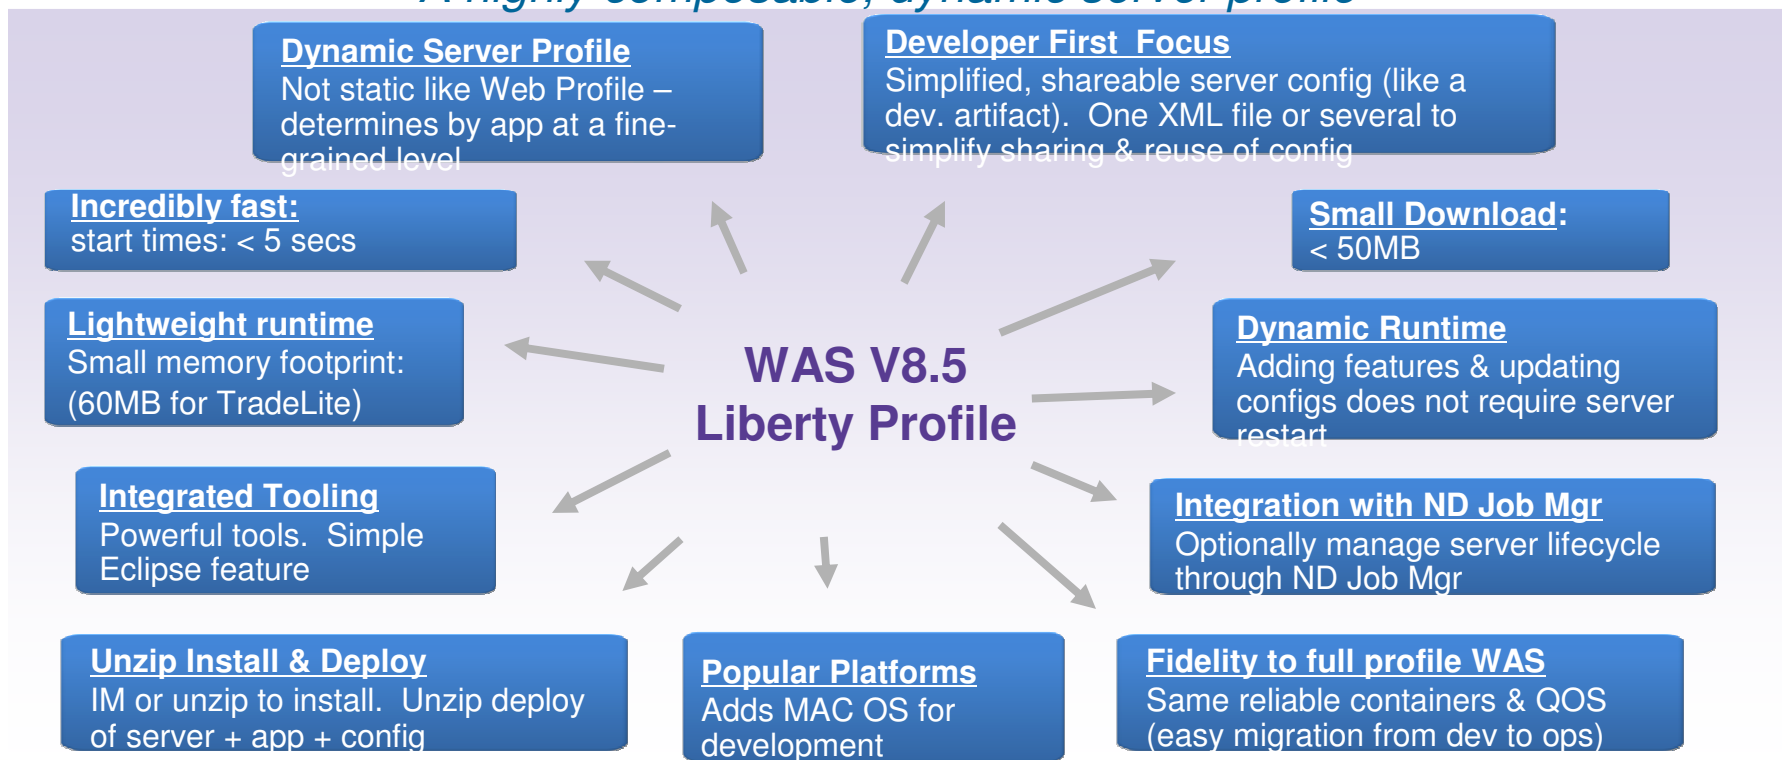 A highly composable, dynamic server profile
Dynamic Server Profile
Not static like Web Profile –
determines by app at a fine-
grained level
Developer First  Focus
Simplified, shareable server config (like a
dev. artifact).  One XML file or several to
simplify sharing & reuse of config
Incredibly fast:
start times: < 5 secs
Small Download:
< 50MB
Lightweight runtime
Small memory footprint:
(60MB for TradeLite)
WAS V8.5
Liberty Profile
Dynamic Runtime
Adding features & updating
configs does not require server
restart
Integrated Tooling
Powerful tools.  Simple
Eclipse feature
Integration with ND Job Mgr
Optionally manage server lifecycle
through ND Job Mgr
Unzip Install & Deploy
IM or unzip to install.  Unzip deploy
of server + app + config
Popular Platforms
Adds MAC OS for
development
Fidelity to full profile WAS
Same reliable containers & QOS
(easy migration from dev to ops)